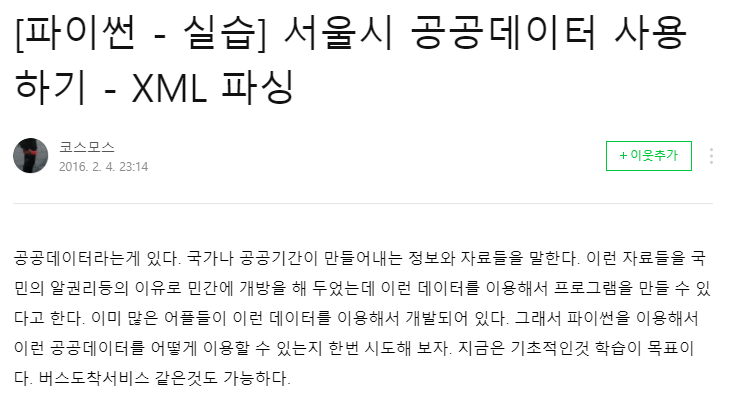 [파이썬 - 실습] 서울시 공공데이터 사용
하기 - XML 파싱
코스모스
2016. 2. 4. 23:14
+ 이웃추가
공공데이터라는게 있다. 국가나 공공기간이 만들어내는 정보와 자료들을 말한다. 이런 자료들을 국
민의 알권리등의 이유로 민간에 개방을 해 두었는데 이런 데이터를 이용해서 프로그램을 만들 수 있
다고 한다. 이미 많은 어플들이 이런 데이터를 이용해서 개발되어 있다. 그래서 파이썬을 이용해서
이런 공공데이터를 어떻게 이용할 수 있는지 한번 시도해 보자. 지금은 기초적인것 학습이 목표이
다. 버스도착서비스 같은것도 가능하다.